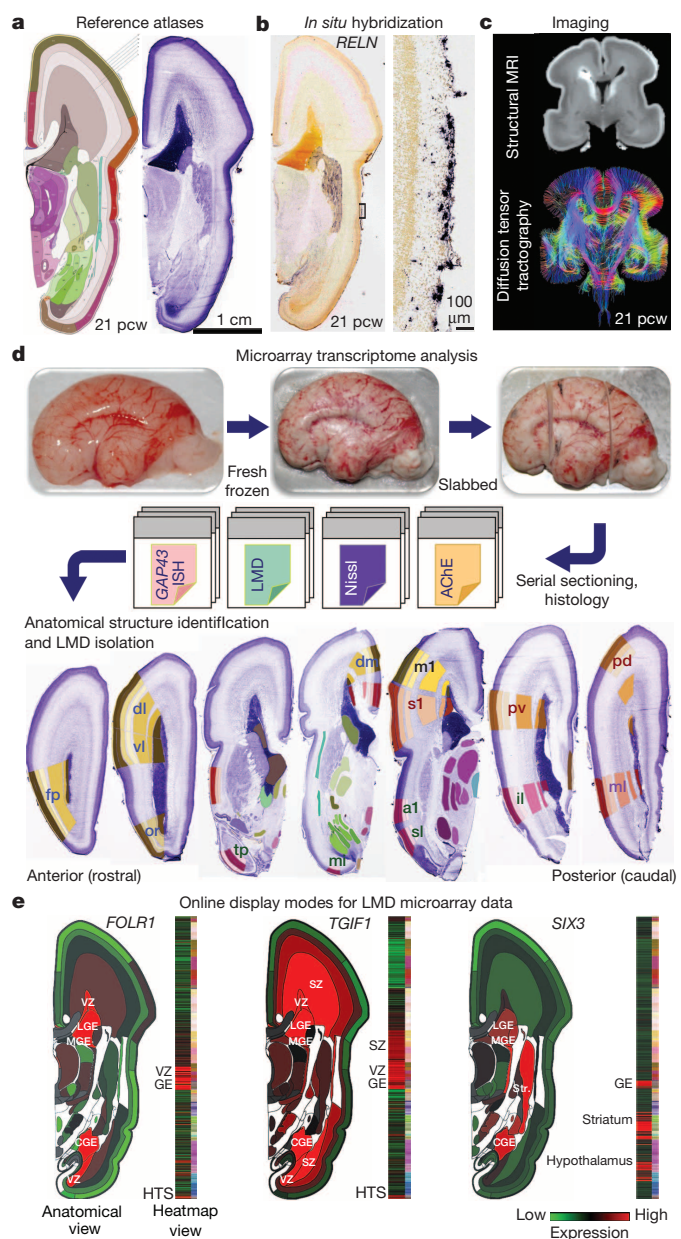 a Reference atlases
21 pcw
1 cm
b In situ hybridization
RELN
21 pcw
100
μm
c Imaging
Structural MRI
Diffusion tensor
tractography
21 pcw
d Microarray transcriptome analysis
Fresh
frozen
Slabbed
GAP43
ISH
LMD
Nissl
AChE
Serial sectioning,
histology
Anatomical structure identification
and LMD isolation
fp
dl
vl
or
tp
dm
ml
m1
s1
a1
sl
pv
il
pd
ml
Anterior (rostral)
Posterior (caudal)
e Online display modes for LMD microarray data
FOLR1
VZ
LGE
MGE
CGE
VZ
VZ
GE
HTS
Anatomical
view
Heatmap
view
TGIF1
SZ
VZ
LGE
MGE
CGE
SZ
VZ
SZ
VZ
GE
HTS
SIX3
LGE
MGE
Str.
CGE
GE
Striatum
Hypothalamus
Low
High
Expression